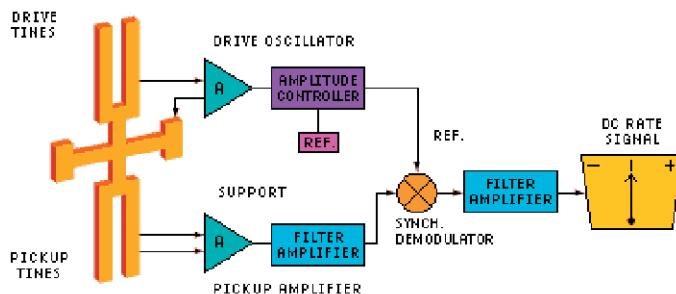 DRIVE
TINES
DRIVE OSCILLATOR
A
AMPLITUDE
CONTROLLER
REF.
REF.
DC RATE
SIGNAL
− | +
SUPPORT
FILTER
AMPLIFIER
SYNCH.
DEMODULATOR
A
FILTER
AMPLIFIER
PICKUP
TINES
PICKUP AMPLIFIER